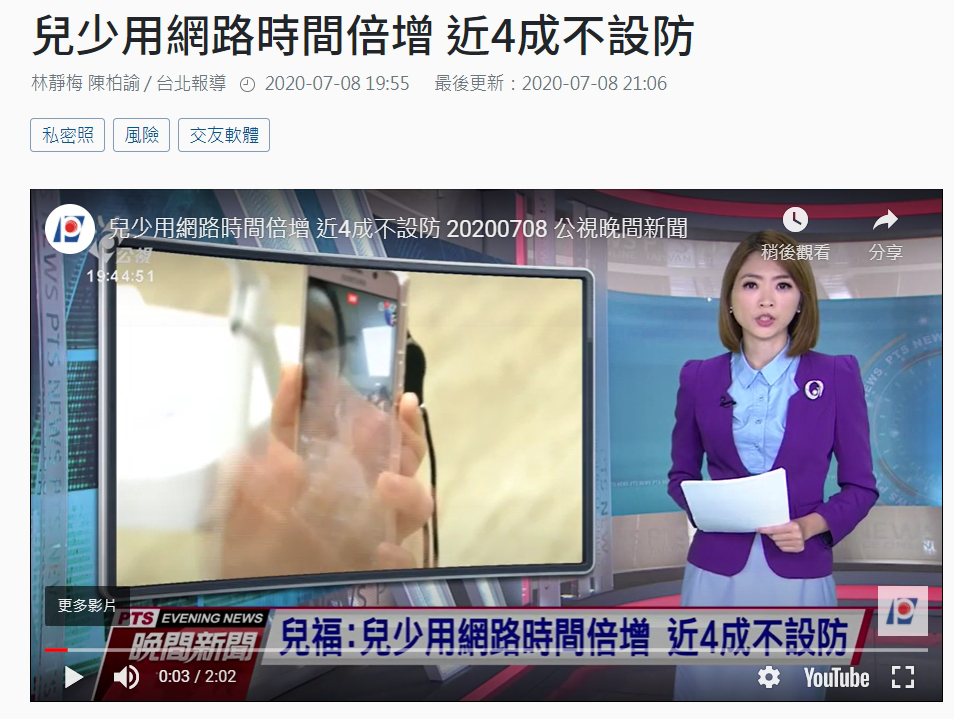 兒少用網路時間倍增 近4成不設防
林靜梅 陳柏諭 / 台北報導 2020-07-08 19:55 最後更新：2020-07-08 21:06
私密照 風險 交友軟體
兒少用網路時間倍增 近4成不設防 20200708 公視晚間新聞
稍後觀看 分享
公視
19:44:51
更多影片
PTS EVENING NEWS
晚間新聞
兒福:兒少用網路時間倍增 近4成不設防
0:03 / 2:02
YouTube